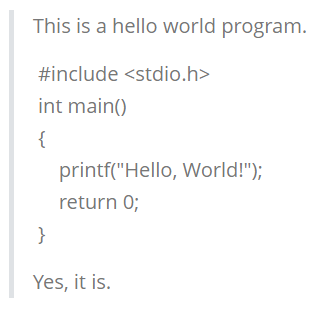 This is a hello world program.
#include <stdio.h>
int main()
{
    printf("Hello, World!");
    return 0;
}
Yes, it is.